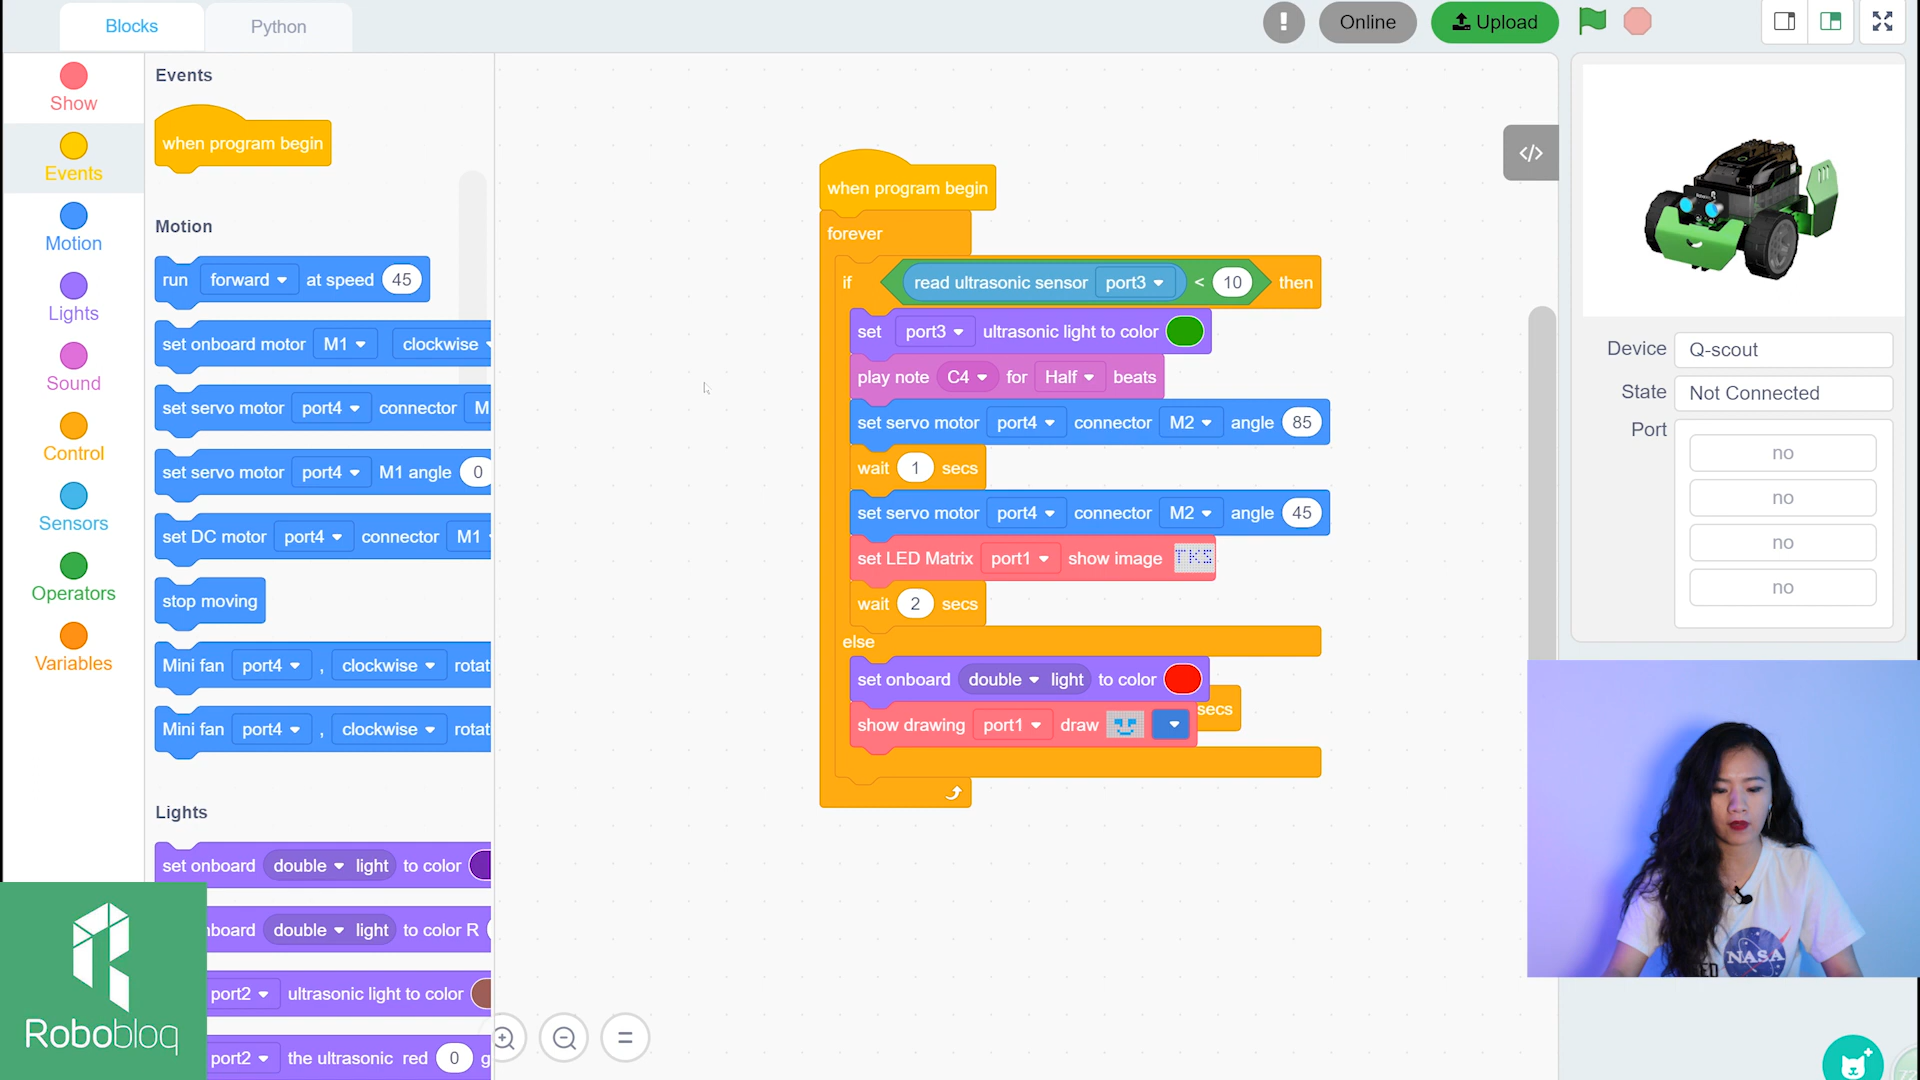 Blocks
Python
Online
Upload
Show
Events
Motion
Lights
Sound
Control
Sensors
Operators
Variables
Events
when program begin
Motion
run forward at speed 45
set onboard motor M1 clockwise
set servo motor port4 connector M
set servo motor port4 M1 angle 0
set DC motor port4 connector M1
stop moving
Mini fan port4 , clockwise rotat
Mini fan port4 , clockwise rotat
Lights
set onboard double light to color
board double light to color R
port2 ultrasonic light to color
port2 the ultrasonic red 0 g
when program begin
forever
if read ultrasonic sensor port3 < 10 then
set port3 ultrasonic light to color
play note C4 for Half beats
set servo motor port4 connector M2 angle 85
wait 1 secs
set servo motor port4 connector M2 angle 45
set LED Matrix port1 show image TKS
wait 2 secs
else
set onboard double light to color
secs
show drawing port1 draw
</>
Device Q-scout
State Not Connected
Port
no
no
no
no
NASA
Robobloq